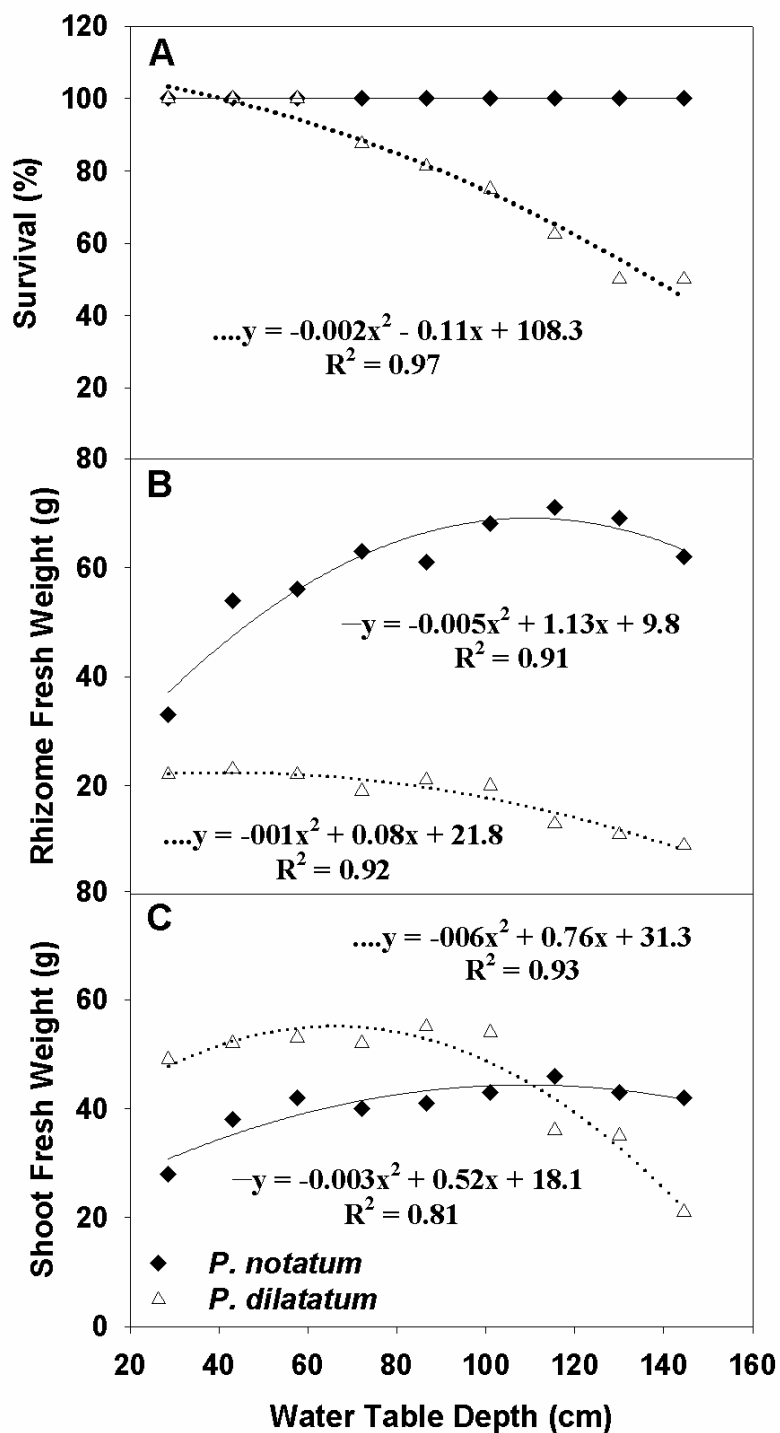 120
A
100
80
Survival (%)
60
40
....y = -0.002x² - 0.11x + 108.3
R² = 0.97
20
80
B
Rhizome Fresh Weight (g)
60
—y = -0.005x² + 1.13x + 9.8
R² = 0.91
40
20
....y = -001x² + 0.08x + 21.8
R² = 0.92
80
C
Shoot Fresh Weight (g)
....y = -006x² + 0.76x + 31.3
R² = 0.93
60
40
—y = -0.003x² + 0.52x + 18.1
R² = 0.81
20
P. notatum
P. dilatatum
0
20 40 60 80 100 120 140 160
Water Table Depth (cm)